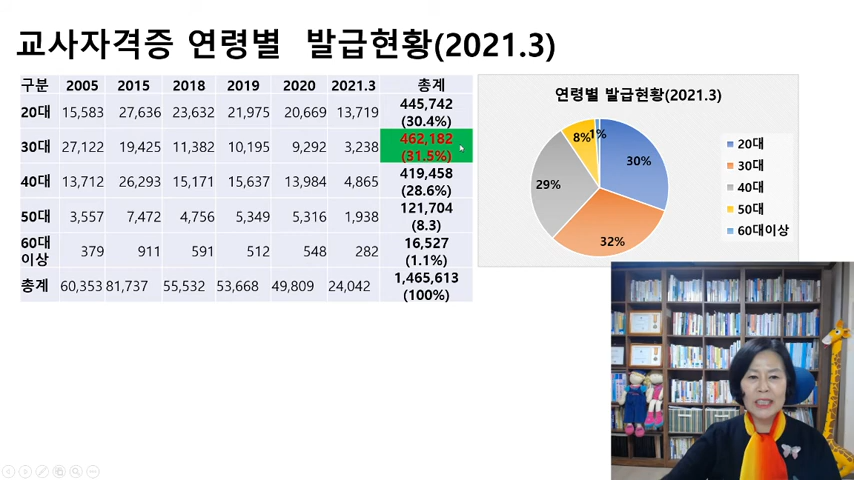 교사자격증 연령별 발급현황(2021.3)
구분 2005 2015 2018 2019 2020 2021.3 총계
20대 15,583 27,636 23,632 21,975 20,669 13,719 445,742 (30.4%)
30대 27,122 19,425 11,382 10,195 9,292 3,238 462,182 (31.5%)
40대 13,712 26,293 15,171 15,637 13,984 4,865 419,458 (28.6%)
50대 3,557 7,472 4,756 5,349 5,316 1,938 121,704 (8.3)
60대 이상 379 911 591 512 548 282 16,527 (1.1%)
총계 60,353 81,737 55,532 53,668 49,809 24,042 1,465,613 (100%)
연령별 발급현황(2021.3)
8% 1%
30%
29%
32%
20대
30대
40대
50대
60대이상